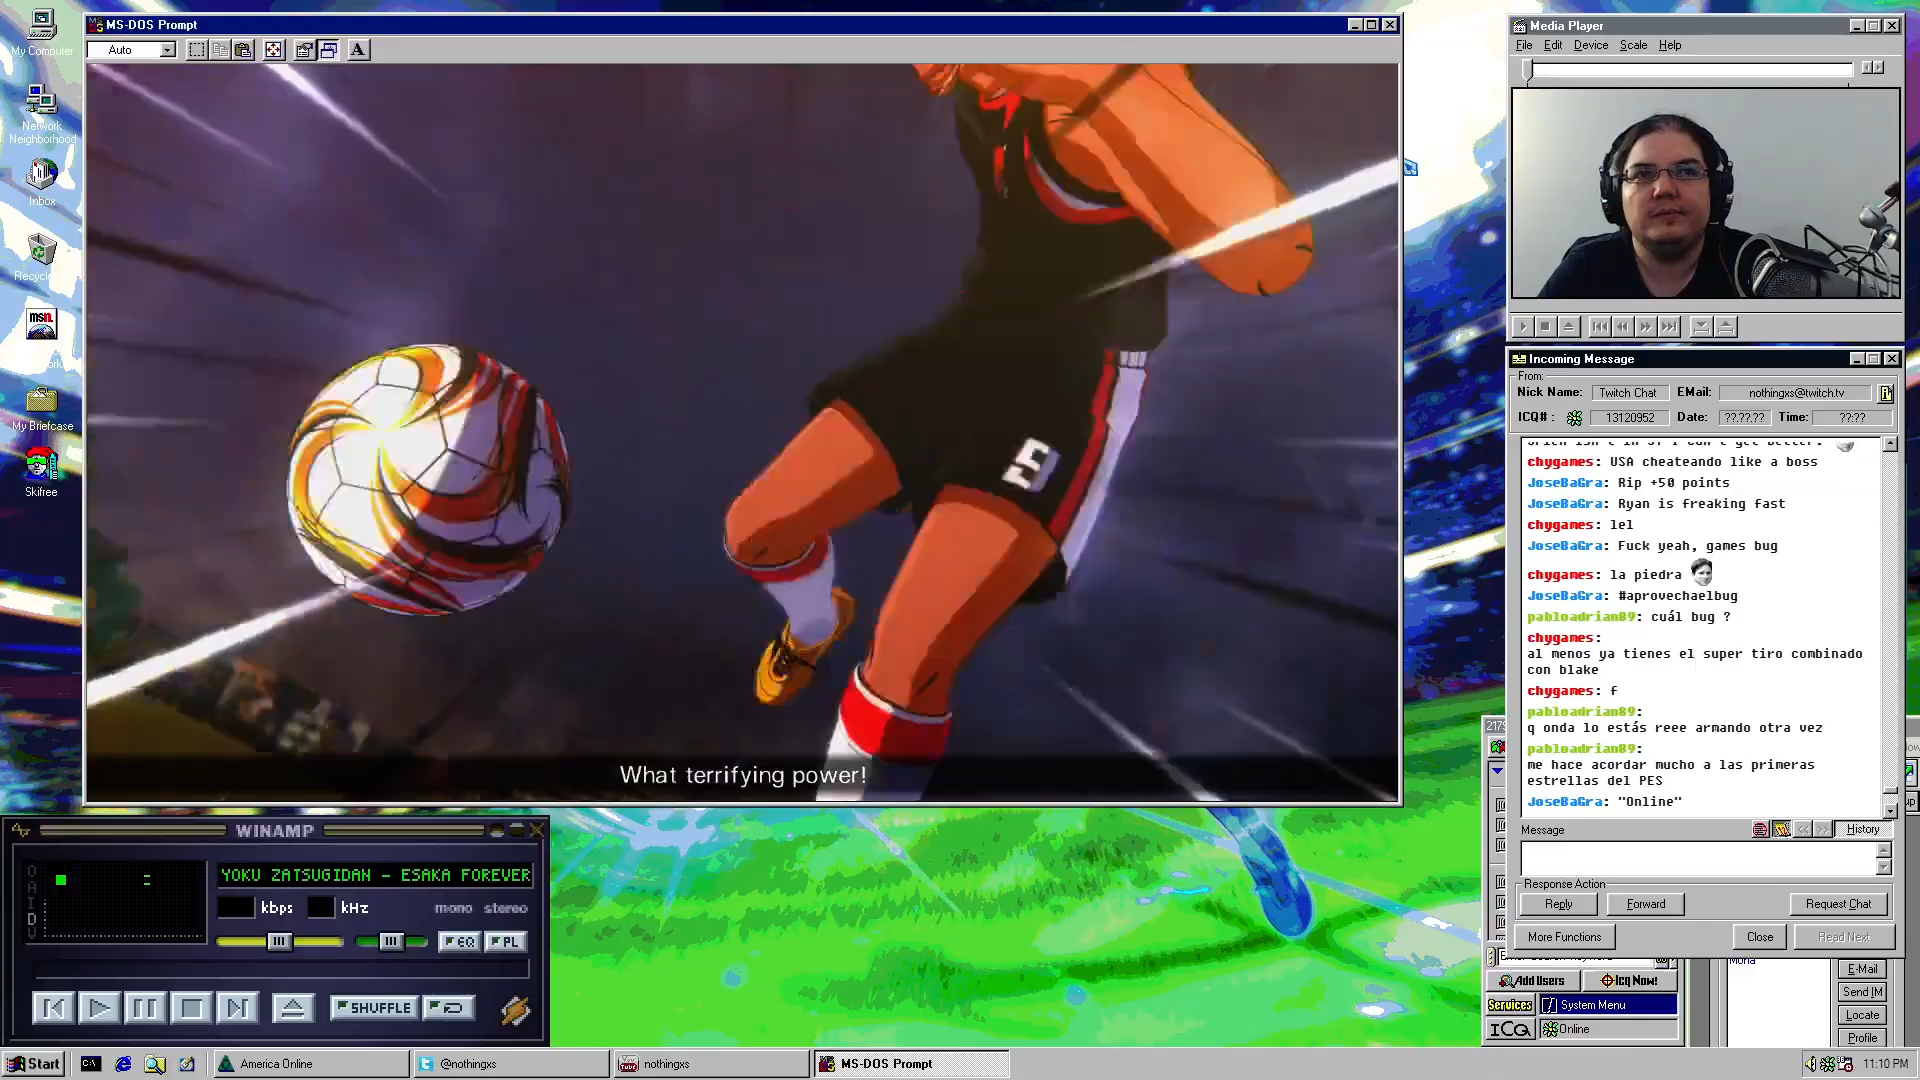 My Computer
Network
Neighborhood
Inbox
Recycle
msn.
My Briefcase
Skifree
MS-DOS Prompt
Auto
A
5
What terrifying power!
Media Player
File Edit Device Scale Help
Incoming Message
From:
Nick Name: Twitch Chat EMail: nothingxs@twitch.tv
ICQ# : 13120952 Date: ??.??.?? Time: ??:??
chygames: USA cheateando like a boss
JoseBaGra: Rip +50 points
JoseBaGra: Ryan is freaking fast
chygames: lel
JoseBaGra: Fuck yeah, games bug
chygames: la piedra
JoseBaGra: #aprovechaelbug
pabloadrian89: cuál bug ?
chygames:
al menos ya tienes el super tiro combinado
con blake
chygames: f
pabloadrian89:
q onda lo estás reee armando otra vez
pabloadrian89:
me hace acordar mucho a las primeras
estrellas del PES
JoseBaGra: "Online"
Message
History
Response Action
Reply Forward Request Chat
More Functions Close Read Next
Add Users Icq Now!
Services System Menu
ICQ Online
E-Mail
Send IM
Locate
Profile
WINAMP
YOKU ZATSUGIDAN - ESAKA FOREVER
kbps kHz mono stereo
EQ PL
SHUFFLE
Start America Online @nothingxs You Tube nothingxs MS-DOS Prompt 11:10 PM